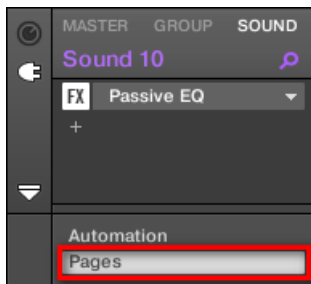 MASTER GROUP SOUND
Sound 10
FX Passive EQ
+
Automation
Pages